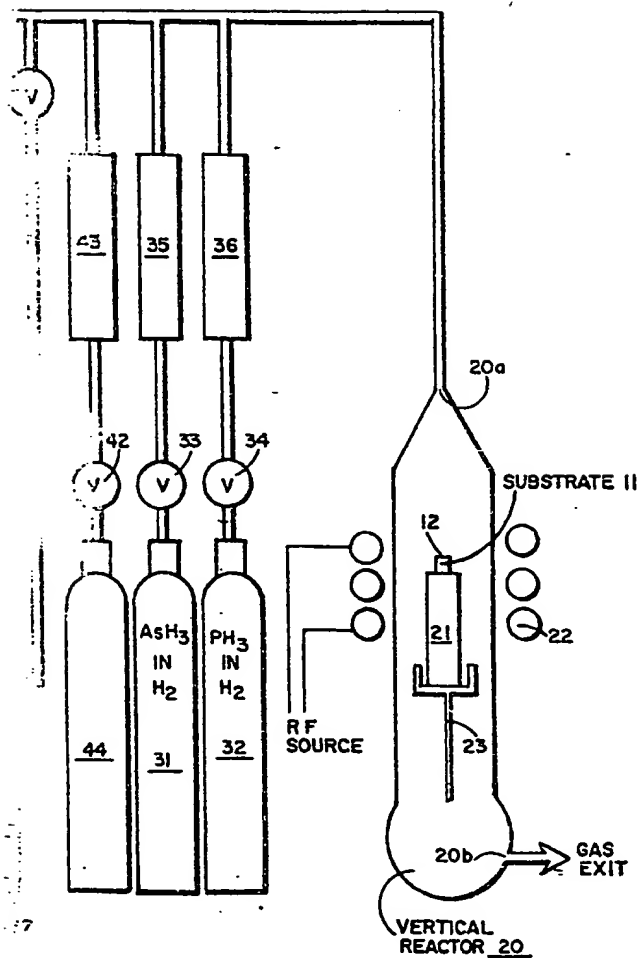 V
43
35
36
20a
42
33
34
V
V
V
SUBSTRATE 11
12
21
22
AsH3
IN
H2
PH3
IN
H2
RF
SOURCE
23
44
31
32
20b
GAS
EXIT
VERTICAL
REACTOR 20